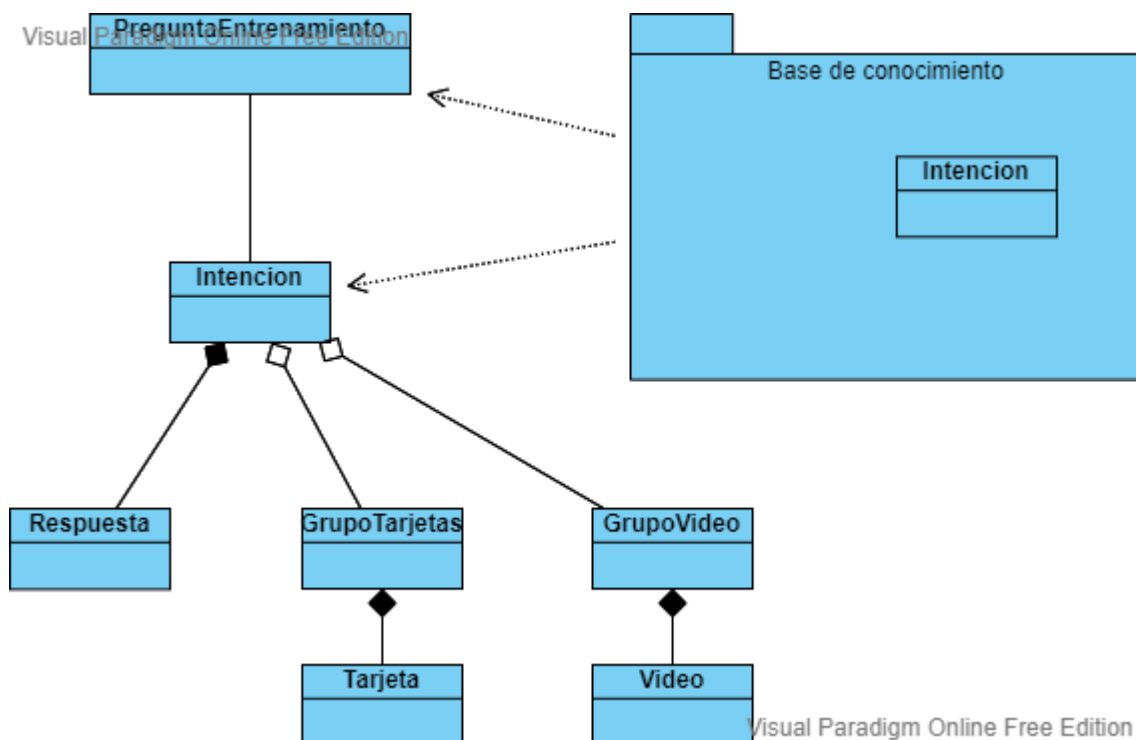 PreguntaEntrenamiento
Visual Paradigm Online Free Edition
Base de conocimiento
Intencion
Intencion
Respuesta
GrupoTarjetas
GrupoVideo
Tarjeta
Video
Visual Paradigm Online Free Edition